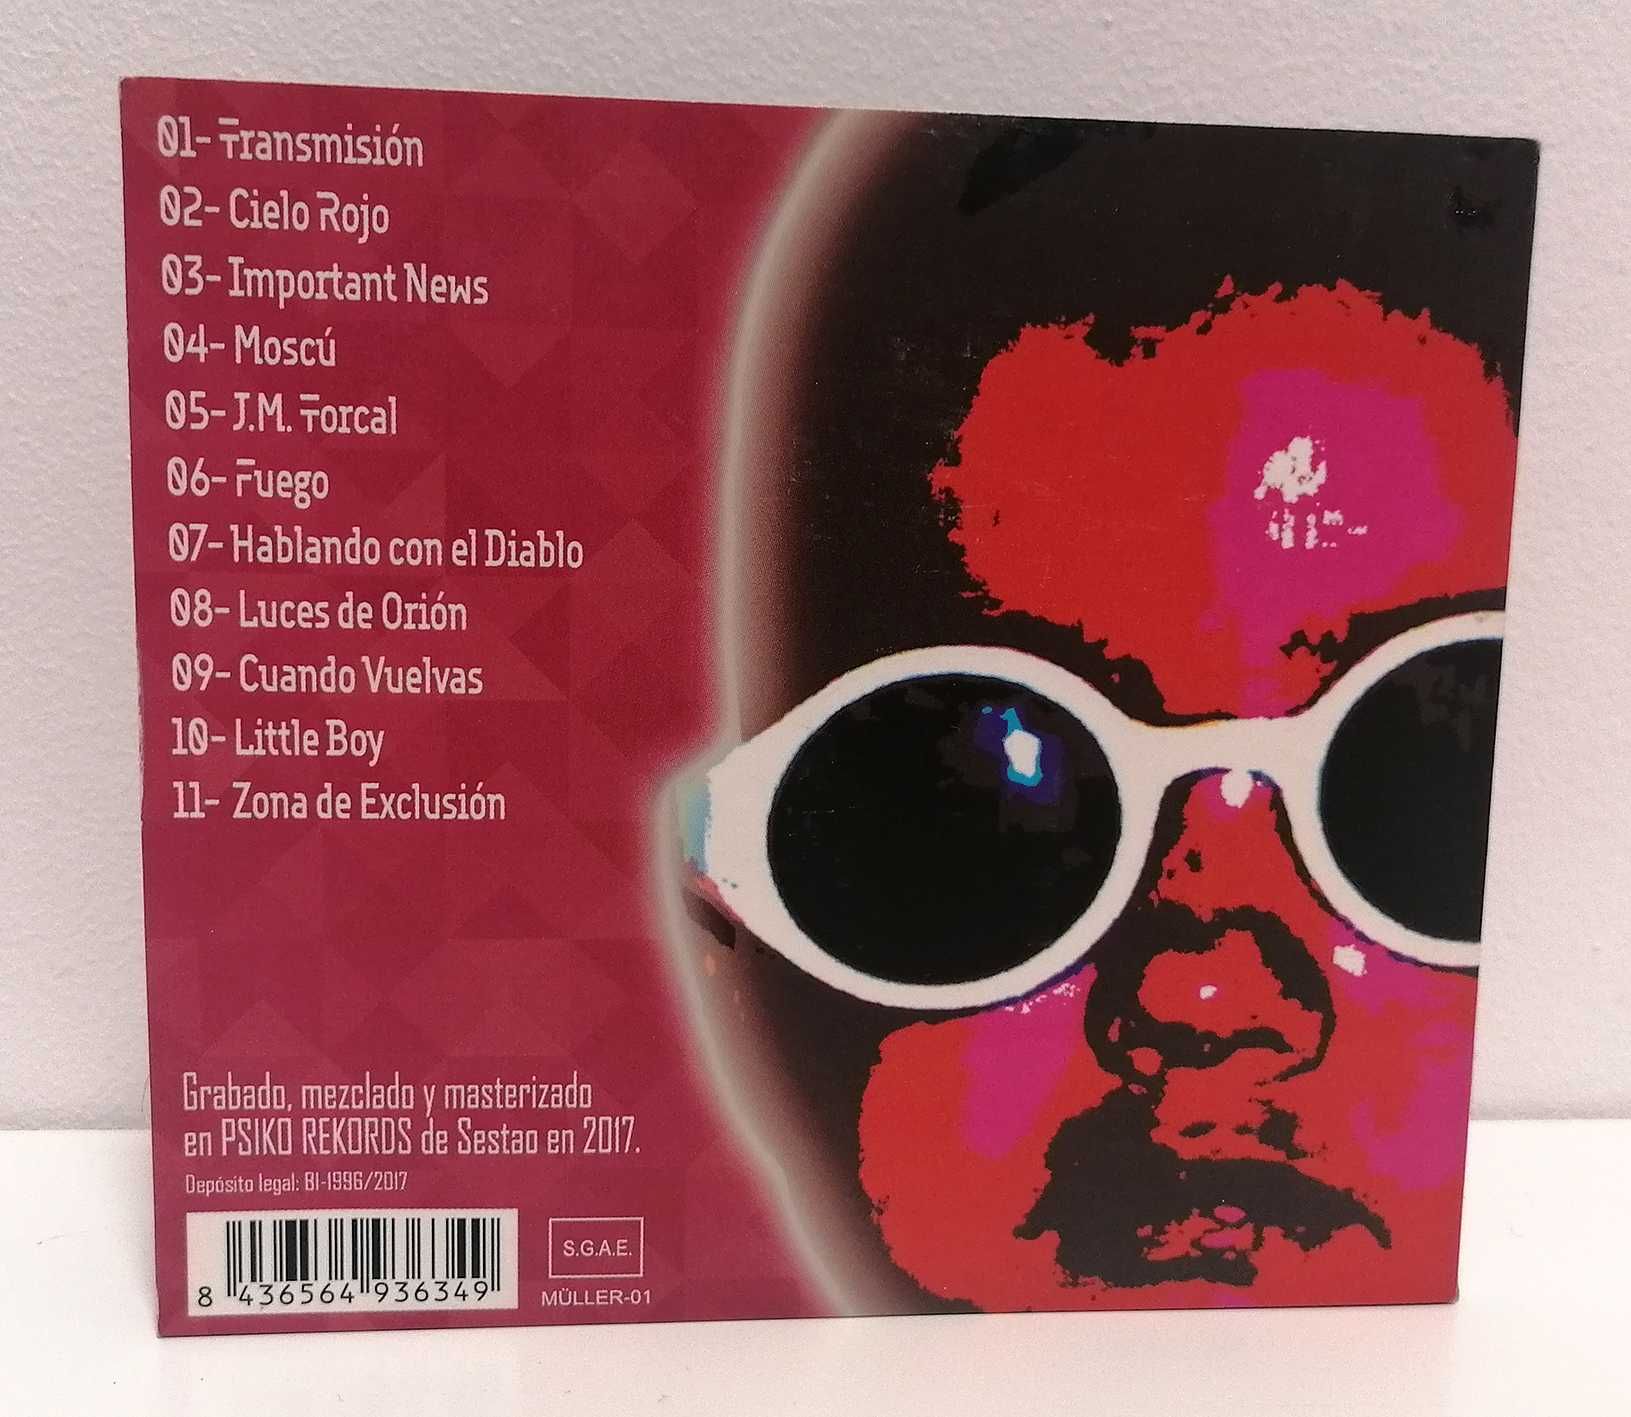 01- Transmisión
02- Cielo Rojo
03- Important News
04- Moscú
05- J.M. Torcal
06- Fuego
07- Hablando con el Diablo
08- Luces de Orión
09- Cuando Vuelvas
10- Little Boy
11- Zona de Exclusión
Grabado, mezclado y masterizado
en PSIKO REKORDS de Sestao en 2017.
Depósito legal: BI-1996/2017
S.G.A.E.
8 436564 936349
MÜLLER-01